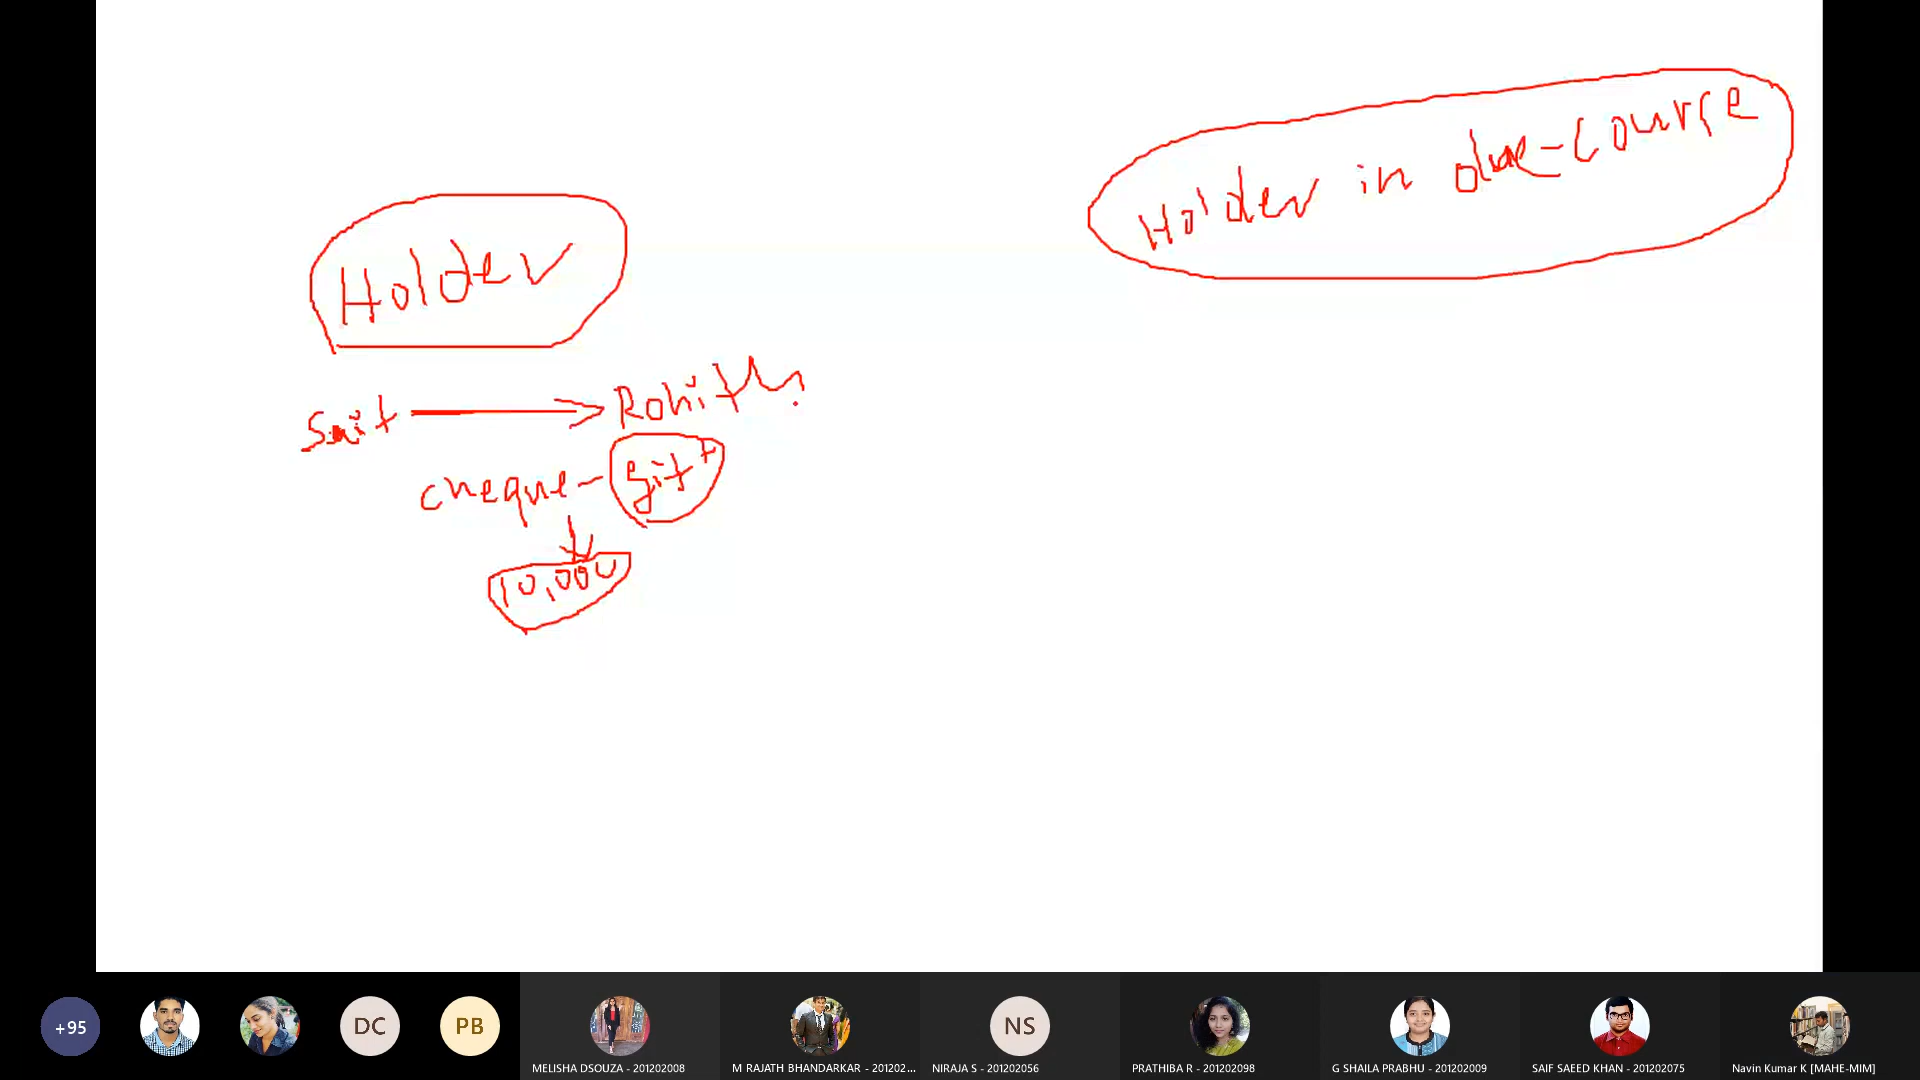 Holder in due-course
Holder
Rohith
cheque - gift
10,000
+95
DC
PB
NS
MELISHA DSOUZA - 201202008
M RAJATH BHANDARKAR - 201202...
NIRAJA S - 201202056
PRATHIBA R - 201202098
G SHAILA PRABHU - 201202009
SAIF SAEED KHAN - 201202075
Navin Kumar K [MAHE-MIM]